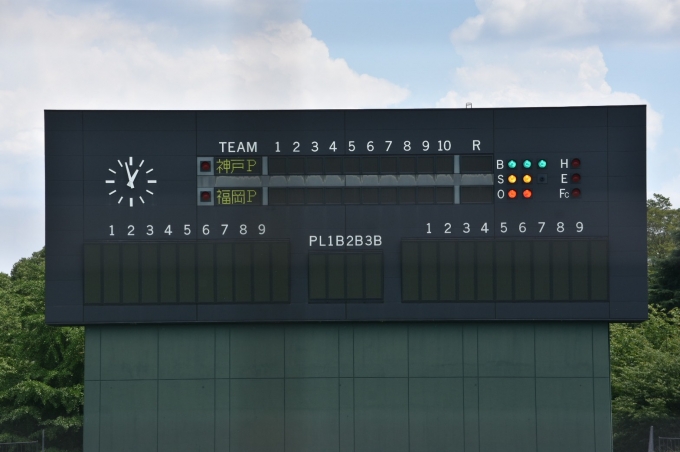 TEAM 1 2 3 4 5 6 7 8 9 10 R
神戸P
福岡P
B
S
O
H
E
Fc
1 2 3 4 5 6 7 8 9
PL1B2B3B
1 2 3 4 5 6 7 8 9